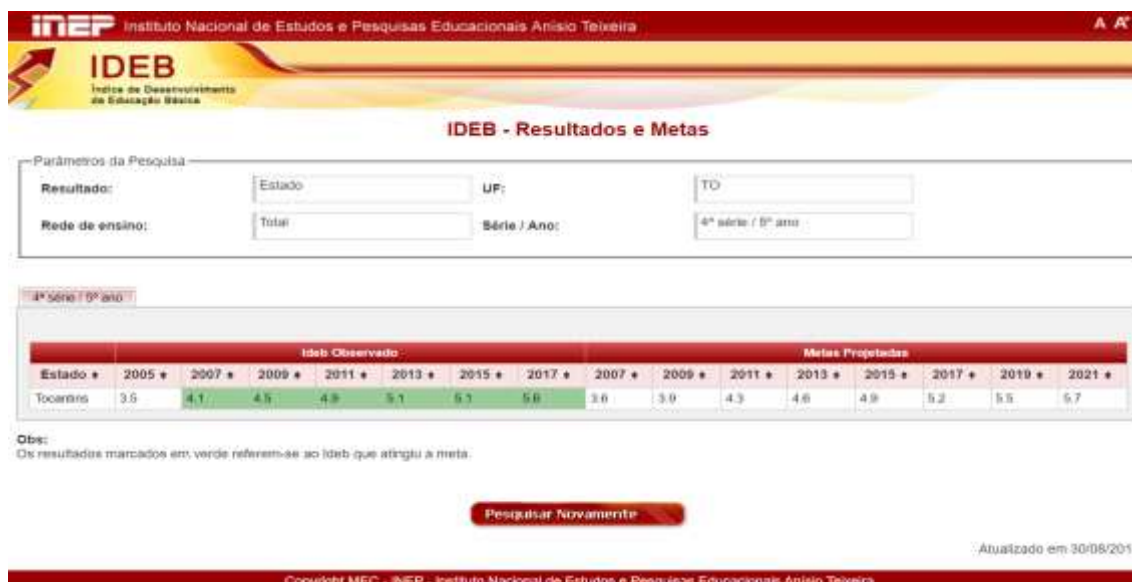 inep Instituto Nacional de Estudos e Pesquisas Educacionais Anísio Teixeira A A+
IDEB
Índice de Desenvolvimento
da Educação Básica
IDEB - Resultados e Metas
Parâmetros da Pesquisa
Resultado: Estado UF: TO
Rede de ensino: Total Série / Ano: 4ª série / 5º ano
4ª série / 5º ano
Ideb Observado Metas Projetadas
Estado 2005 2007 2009 2011 2013 2015 2017 2007 2009 2011 2013 2015 2017 2019 2021
Tocantins 3.5 4.1 4.5 4.9 5.1 5.1 5.6 3.6 3.9 4.3 4.6 4.9 5.2 5.5 5.7
Obs:
Os resultados marcados em verde referem-se ao Ideb que atingiu a meta.
Pesquisar Novamente
Atualizado em 30/08/201
Copyright MEC - INEP - Instituto Nacional de Estudos e Pesquisas Educacionais Anísio Teixeira